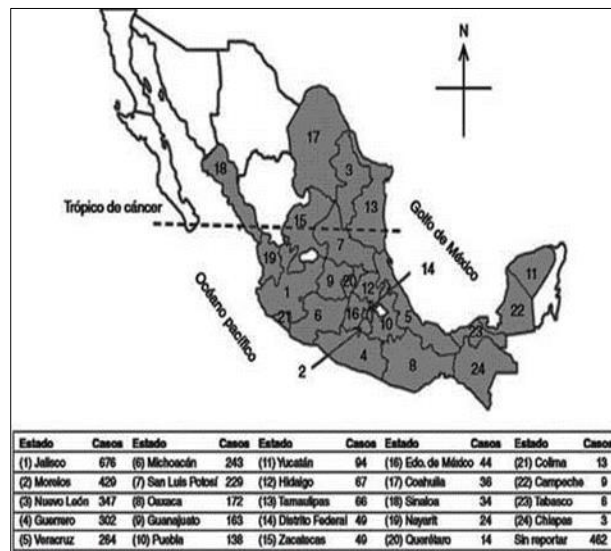 N
17
18
3
Trópico de cáncer
15
13
Golfo de México
7
19
14
11
9
20
12
1
22
Océano pacífico
21
6
16
10
5
23
2
4
8
24
Estado Casos Estado Casos Estado Casos Estado Casos Estado Casos
(1) Jalisco 676 (6) Michoacán 243 (11) Yucatán 94 (16) Edo. de México 44 (21) Colima 13
(2) Morelos 429 (7) San Luis Potosí 229 (12) Hidalgo 67 (17) Coahuila 36 (22) Campeche 9
(3) Nuevo León 347 (8) Oaxaca 172 (13) Tamaulipas 66 (18) Sinaloa 34 (23) Tabasco 8
(4) Guerrero 302 (9) Guanajuato 163 (14) Distrito Federal 49 (19) Nayarit 24 (24) Chiapas 3
(5) Veracruz 264 (10) Puebla 138 (15) Zacatecas 49 (20) Querétaro 14 Sin reportar 462